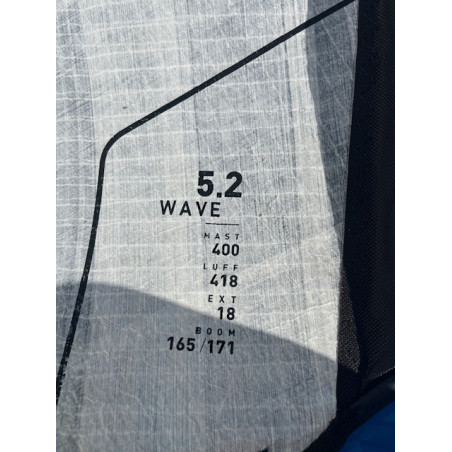 5.2
WAVE
MAST
400
LUFF
418
EXT
18
BOOM
165/171